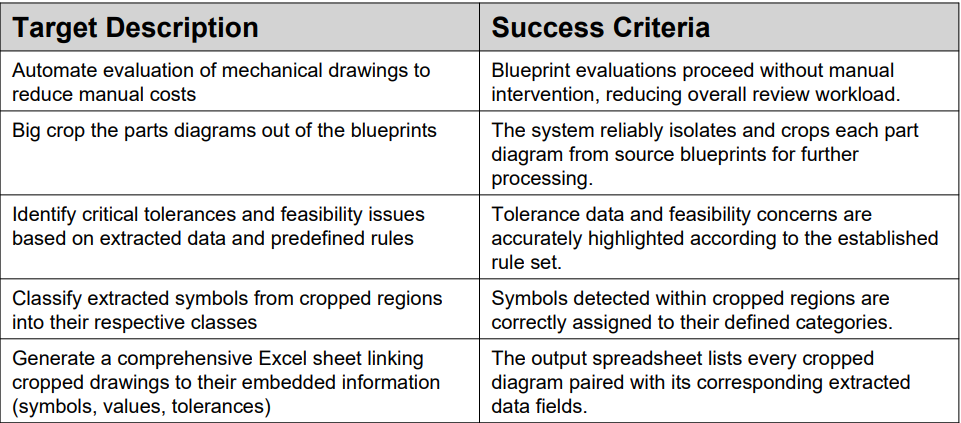 Target Description
Success Criteria
Automate evaluation of mechanical drawings to
reduce manual costs
Blueprint evaluations proceed without manual
intervention, reducing overall review workload.
Big crop the parts diagrams out of the blueprints
The system reliably isolates and crops each part
diagram from source blueprints for further
processing.
Identify critical tolerances and feasibility issues
based on extracted data and predefined rules
Tolerance data and feasibility concerns are
accurately highlighted according to the established
rule set.
Classify extracted symbols from cropped regions
into their respective classes
Symbols detected within cropped regions are
correctly assigned to their defined categories.
Generate a comprehensive Excel sheet linking
cropped drawings to their embedded information
(symbols, values, tolerances)
The output spreadsheet lists every cropped
diagram paired with its corresponding extracted
data fields.